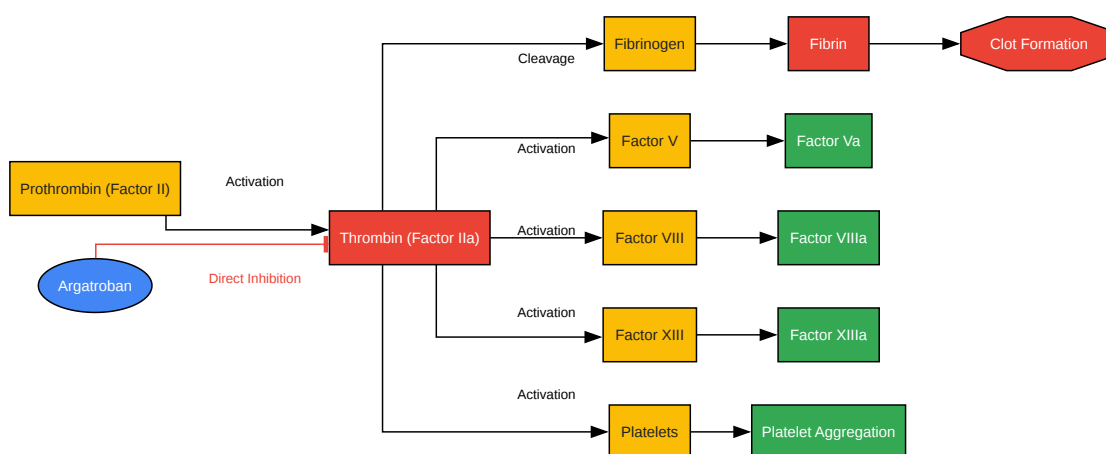 Fibrinogen
Fibrin
Clot Formation
Cleavage
Factor V
Factor Va
Activation
Prothrombin (Factor II)
Activation
Thrombin (Factor IIa)
Activation
Factor VIII
Factor VIIIa
Argatroban
Direct Inhibition
Activation
Factor XIII
Factor XIIIa
Activation
Platelets
Platelet Aggregation